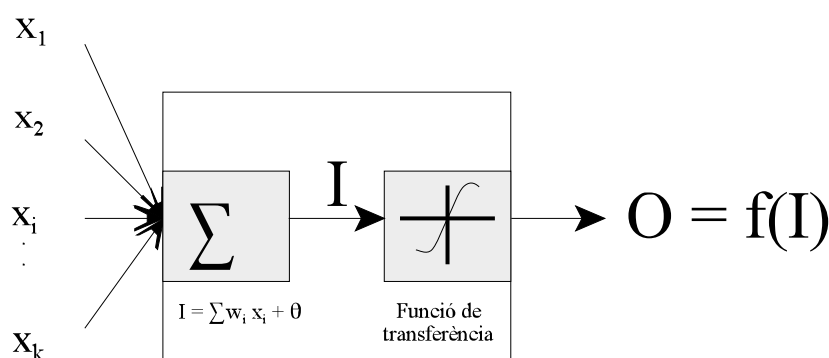 x₁
x₂
xᵢ
.
.
xₖ
∑
I
O = f(I)
I = ∑wᵢ xᵢ + θ
Funció de
transferència